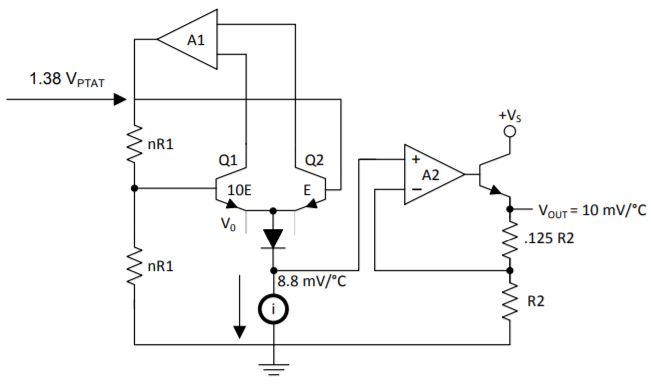 A1
1.38 VPTAT
nR1
Q1
Q2
+VS
10E
E
A2
+
−
V0
VOUT = 10 mV/°C
.125 R2
nR1
8.8 mV/°C
i
R2